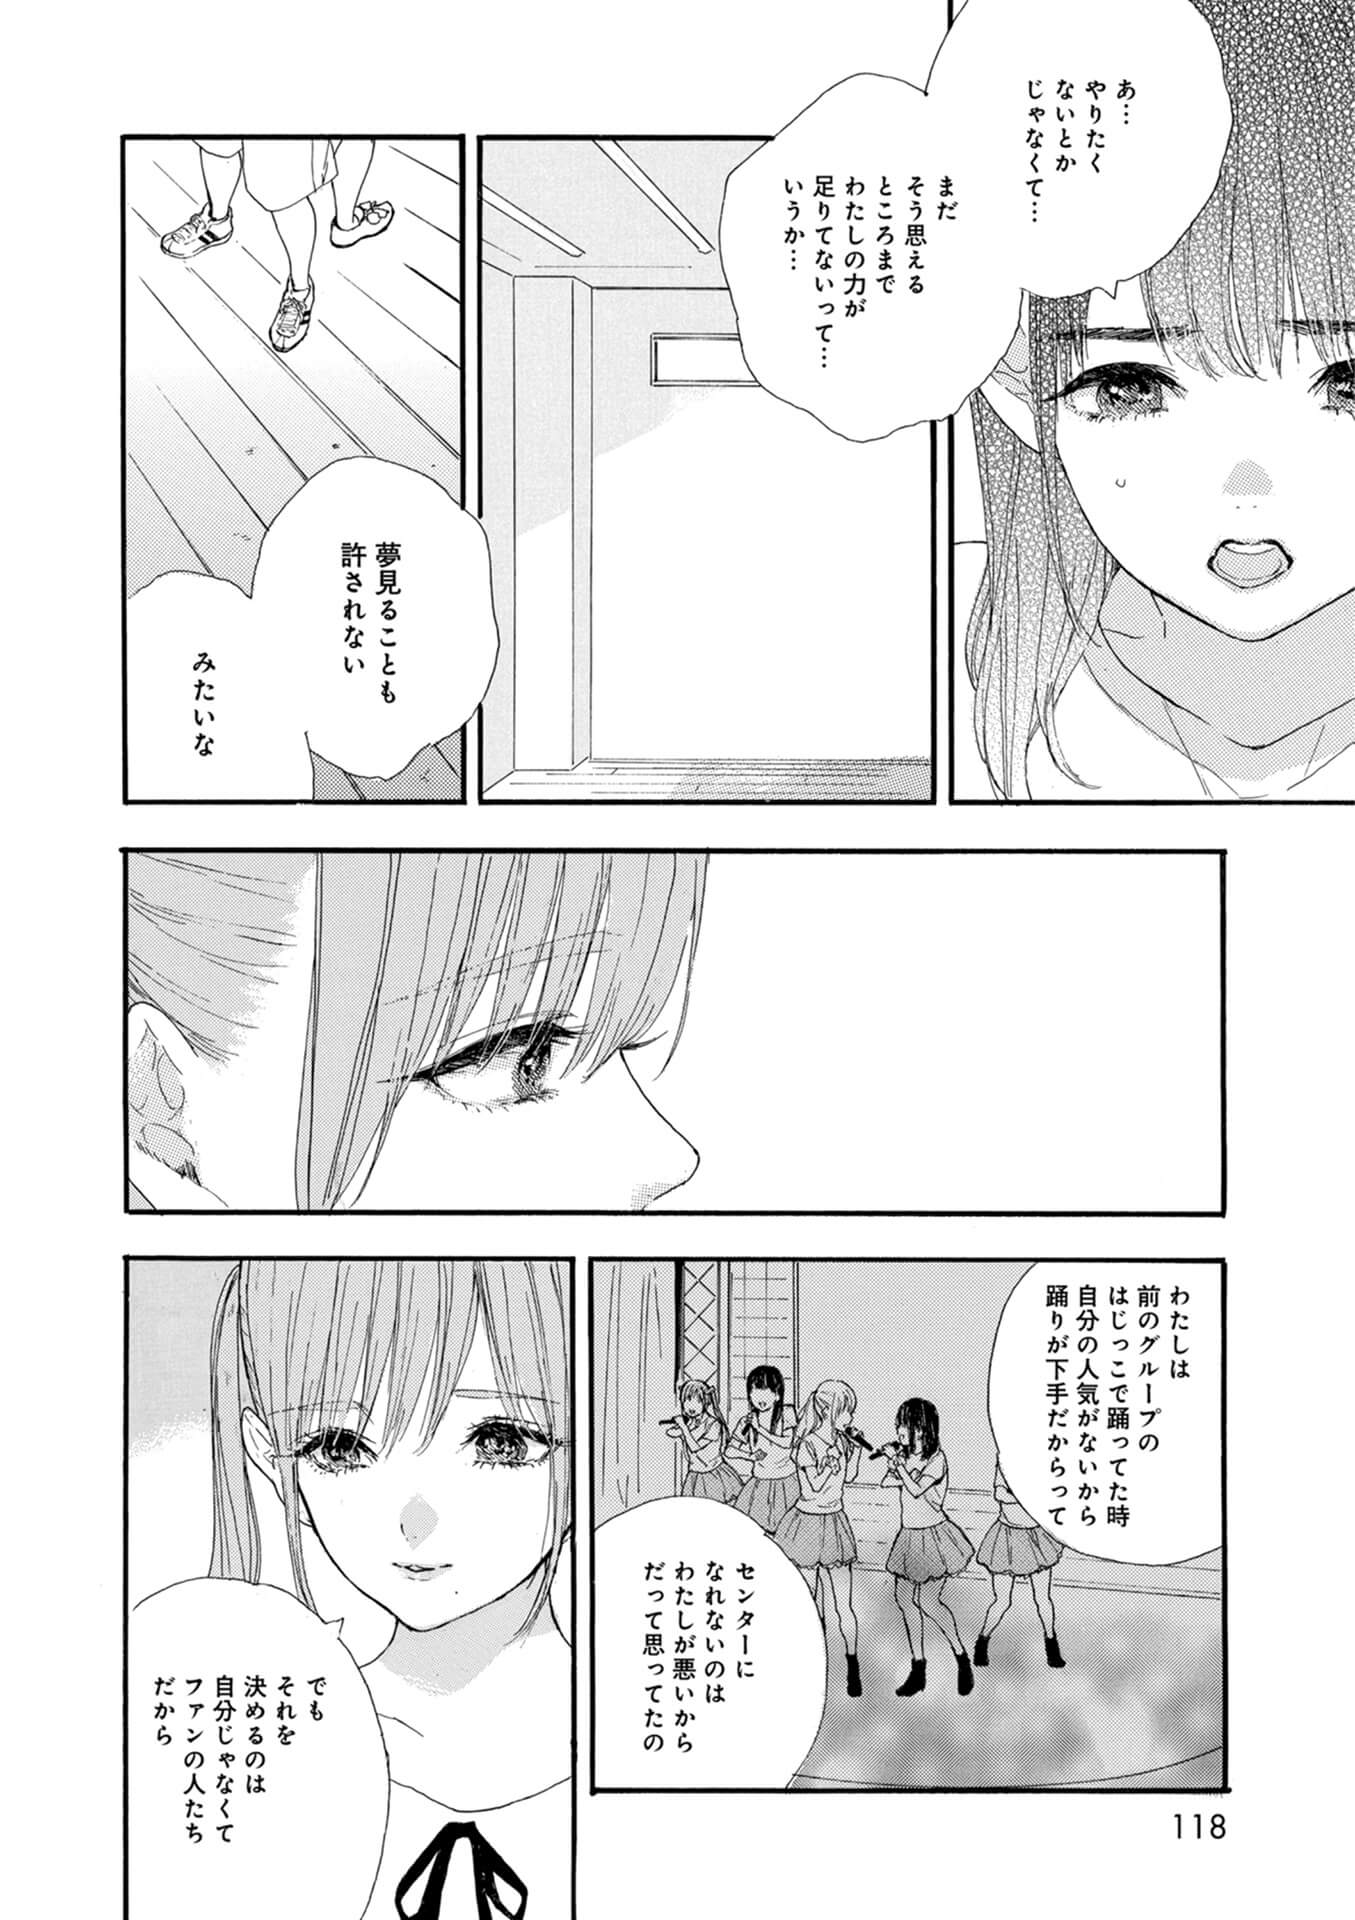 あ…
やりたく
ないとか
じゃなくて…
まだ
そう思える
ところまで
わたしの力が
足りてないって…
いうか…
夢見ることも
許されない
みたいな
わたしは
前のグループの
はじっこで踊ってた時
自分の人気がないから
踊りが下手だからって
センターに
なれないのは
わたしが悪いから
だって思ってたの
でも
それを
決めるのは
自分じゃなくて
ファンの人たち
だから
118